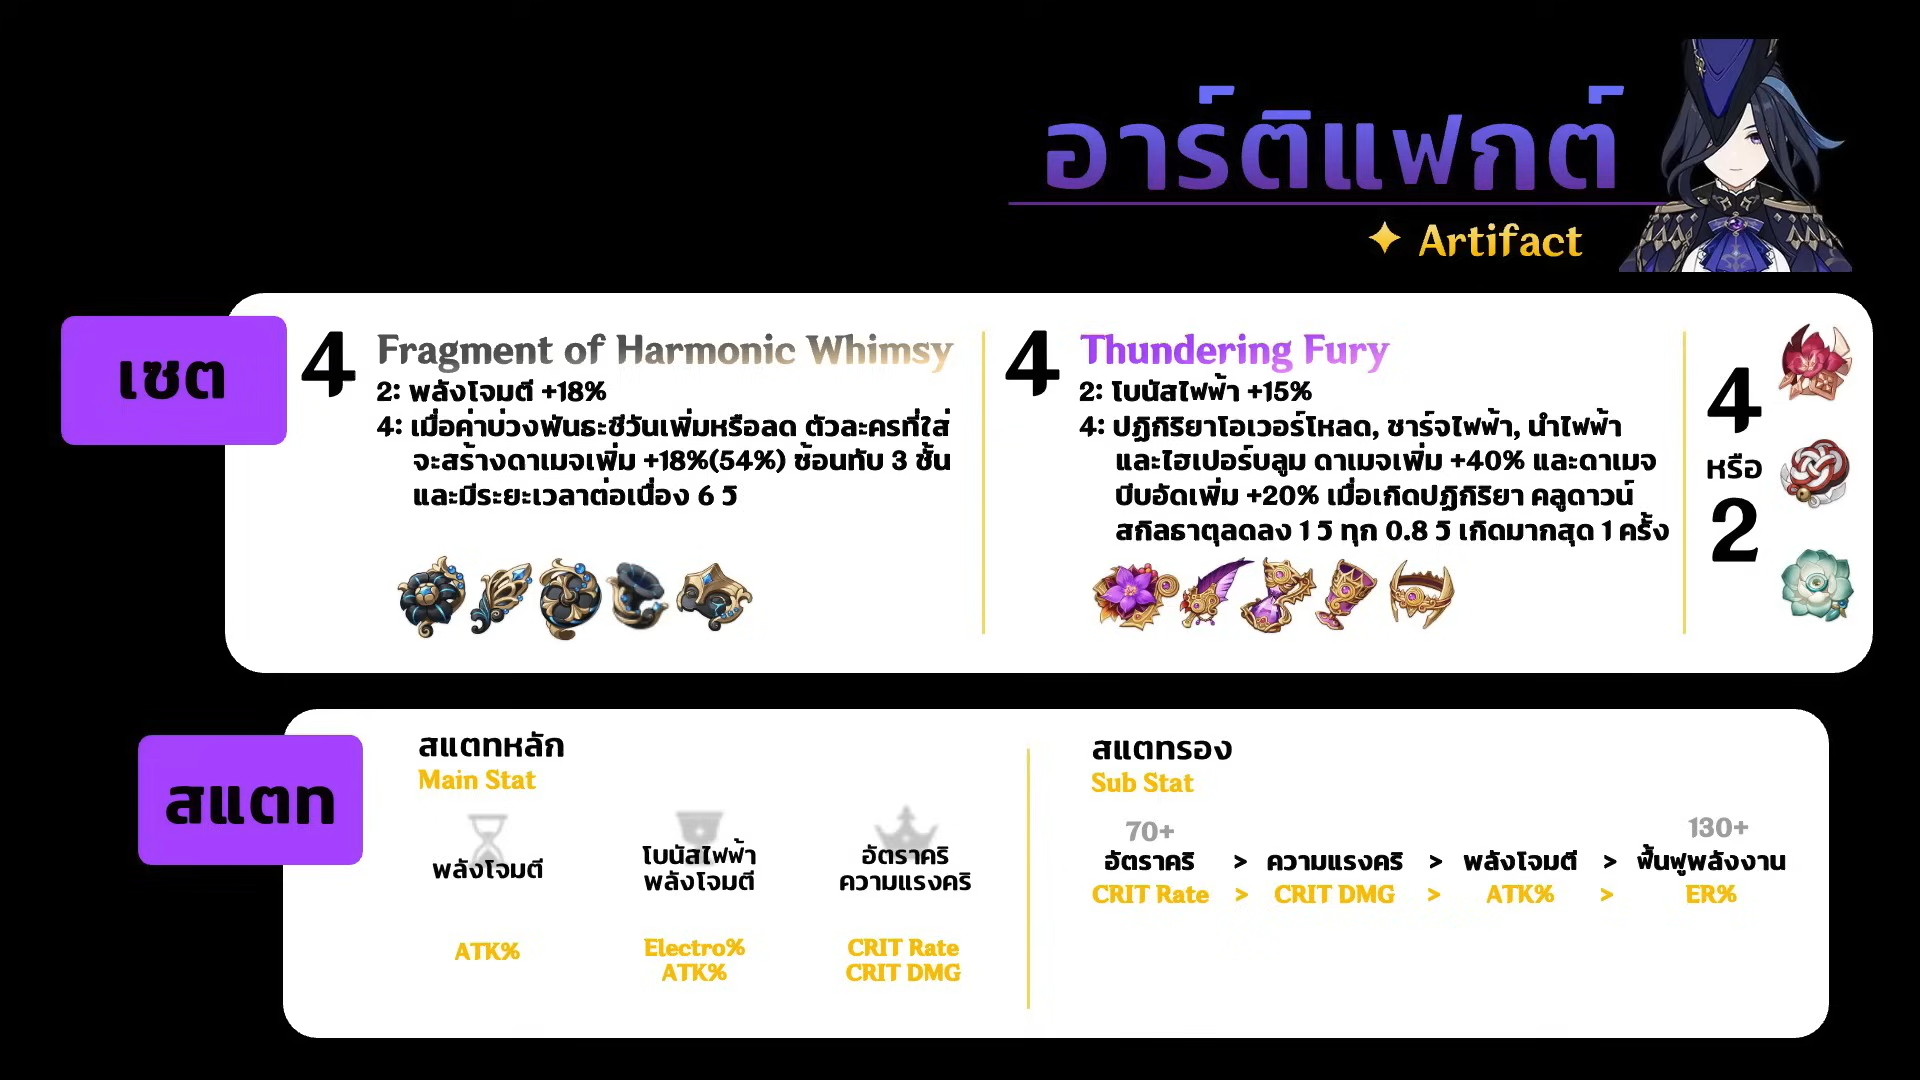 อาร์ติแฟกต์
Artifact
เซต
4
Fragment of Harmonic Whimsy
2: พลังโจมตี +18%
4: เมื่อค่าบ่วงพันธะชีวันเพิ่มหรือลด ตัวละครที่ใส่
จะสร้างดาเมจเพิ่ม +18%(54%) ซ้อนทับ 3 ชั้น
และมีระยะเวลาต่อเนื่อง 6 วิ
4
Thundering Fury
2: โบนัสไฟฟ้า +15%
4: ปฏิกิริยาโอเวอร์โหลด, ชาร์จไฟฟ้า, นำไฟฟ้า
และไฮเปอร์บลูม ดาเมจเพิ่ม +40% และดาเมจ
บีบอัดเพิ่ม +20% เมื่อเกิดปฏิกิริยา คลูดาวน์
สกิลธาตุลดลง 1 วิ ทุก 0.8 วิ เกิดมากสุด 1 ครั้ง
4
หรือ
2
สแตท
สแตทหลัก
Main Stat
พลังโจมตี
ATK%
โบนัสไฟฟ้า
พลังโจมตี
Electro%
ATK%
อัตราคริ
ความแรงคริ
CRIT Rate
CRIT DMG
สแตทรอง
Sub Stat
70+ 130+
อัตราคริ > ความแรงคริ > พลังโจมตี > ฟื้นฟูพลังงาน
CRIT Rate > CRIT DMG > ATK% > ER%